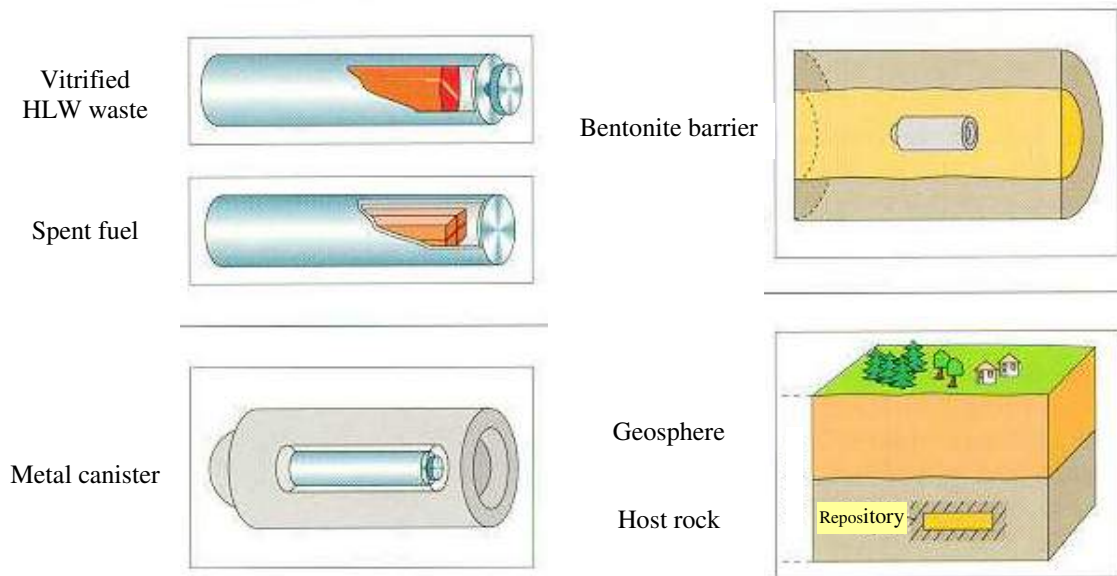 Vitrified
HLW waste
Spent fuel
Metal canister
Bentonite barrier
Geosphere
Host rock
Repository